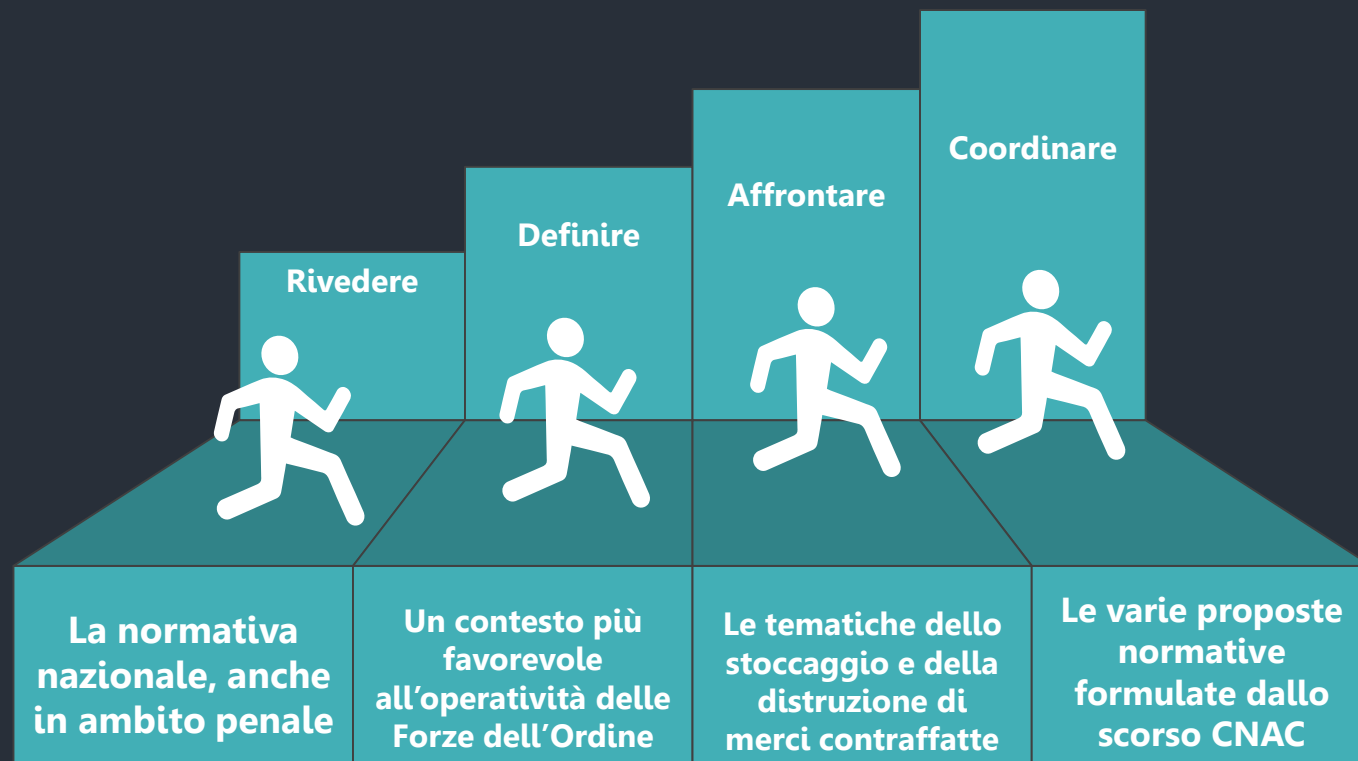 Rivedere
Definire
Affrontare
Coordinare
La normativa
nazionale, anche
in ambito penale
Un contesto più
favorevole
all'operatività delle
Forze dell'Ordine
Le tematiche dello
stoccaggio e della
distruzione di
merci contraffatte
Le varie proposte
normative
formulate dallo
scorso CNAC